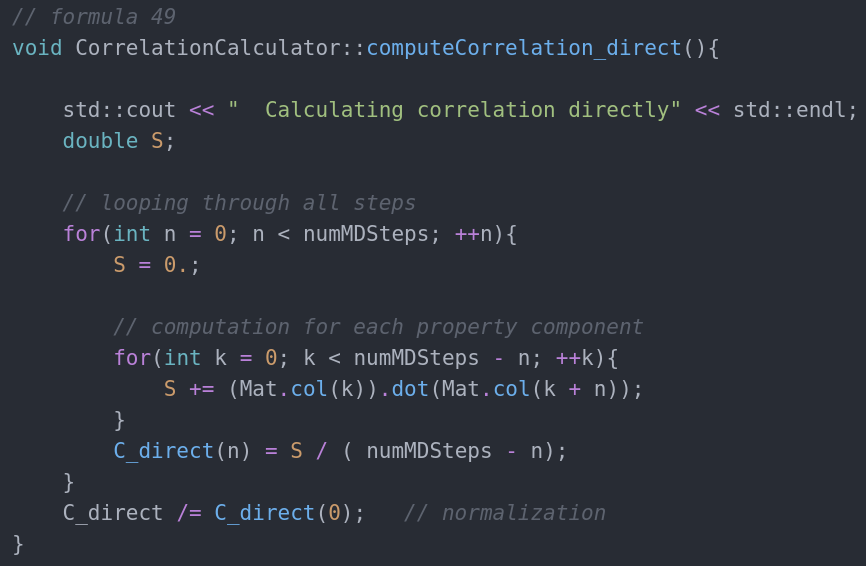 // formula 49
void CorrelationCalculator::computeCorrelation_direct(){
    std::cout << "  Calculating correlation directly" << std::endl;
    double S;
    // looping through all steps
    for(int n = 0; n < numMDSteps; ++n){
        S = 0.;
        // computation for each property component
        for(int k = 0; k < numMDSteps - n; ++k){
            S += (Mat.col(k)).dot(Mat.col(k + n));
        }
        C_direct(n) = S / ( numMDSteps - n);
    }
    C_direct /= C_direct(0);   // normalization
}